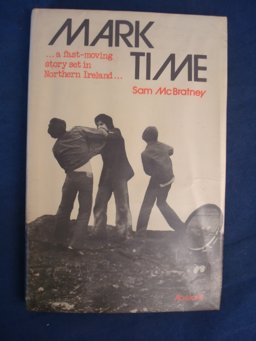 MARK
TIME
...a fast-moving
story set in
Northern Ireland...
Sam McBratney